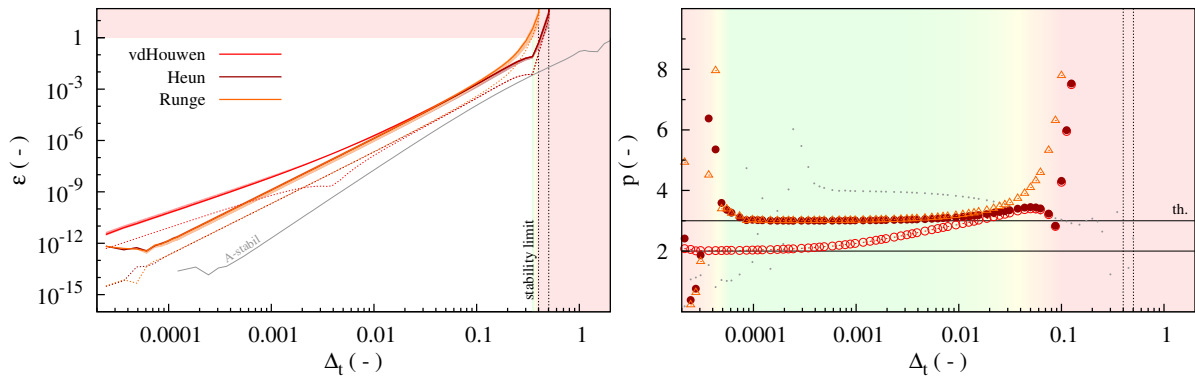 1
10⁻³
10⁻⁶
10⁻⁹
10⁻¹²
10⁻¹⁵
ε ( - )
vdHouwen
Heun
Runge
A-stabil
stability limit
0.0001
0.001
0.01
0.1
1
Δt ( - )
8
6
4
2
p ( - )
th.
0.0001
0.01
0.1
1
Δt ( - )